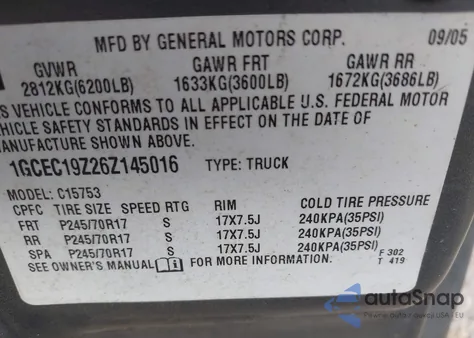 MFD BY GENERAL MOTORS CORP. 09/05
GVWR GAWR FRT GAWR RR
2812KG(6200LB) 1633KG(3600LB) 1672KG(3686LB)
S VEHICLE CONFORMS TO ALL APPLICABLE U.S. FEDERAL MOTOR
VEHICLE SAFETY STANDARDS IN EFFECT ON THE DATE OF
MANUFACTURE SHOWN ABOVE.
1GCEC19Z26Z145016 TYPE: TRUCK
MODEL: C15753
CPFC TIRE SIZE SPEED RTG RIM COLD TIRE PRESSURE
FRT P245/70R17 S 17X7.5J 240KPA(35PSI)
RR P245/70R17 S 17X7.5J 240KPA(35PSI)
SPA P245/70R17 S 17X7.5J 240KPA(35PSI)
SEE OWNER'S MANUAL FOR MORE INFORMATION.
F 302
T 419
autoSnap